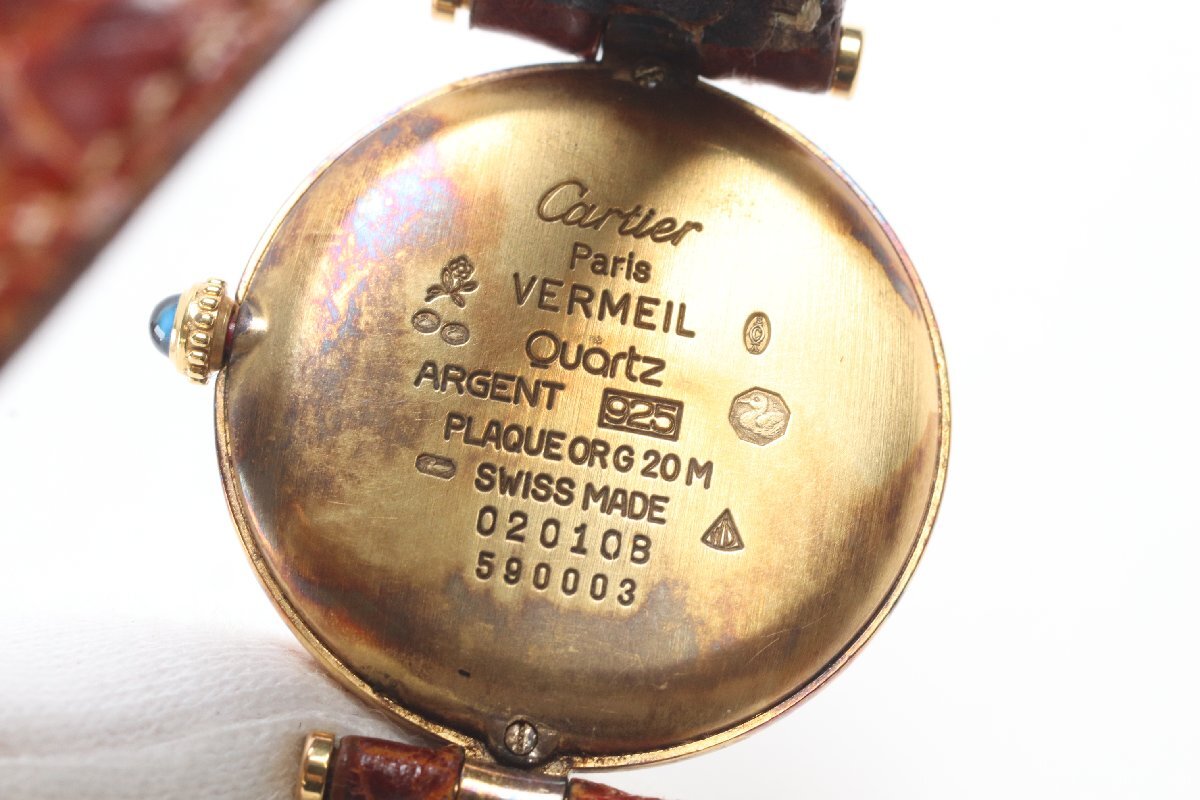 Cartier
Paris
VERMEIL
Quartz
ARGENT 925
PLAQUE OR G 20 M
SWISS MADE
02010B
590003